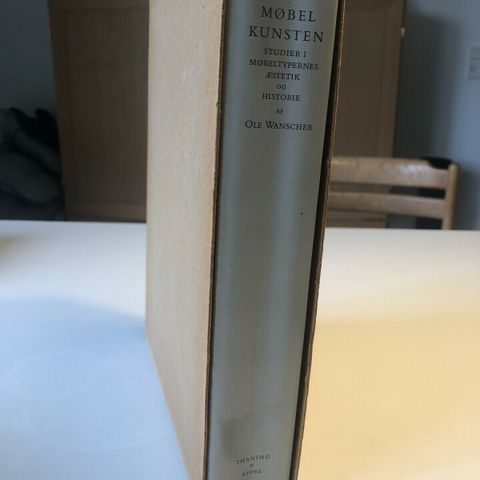 MØBEL
KUNSTEN
STUDIER I
MØBELTYPERNES
ÆSTETIK
OG
HISTORIE
AF
OLE WANSCHER
THANING
&
APPEL